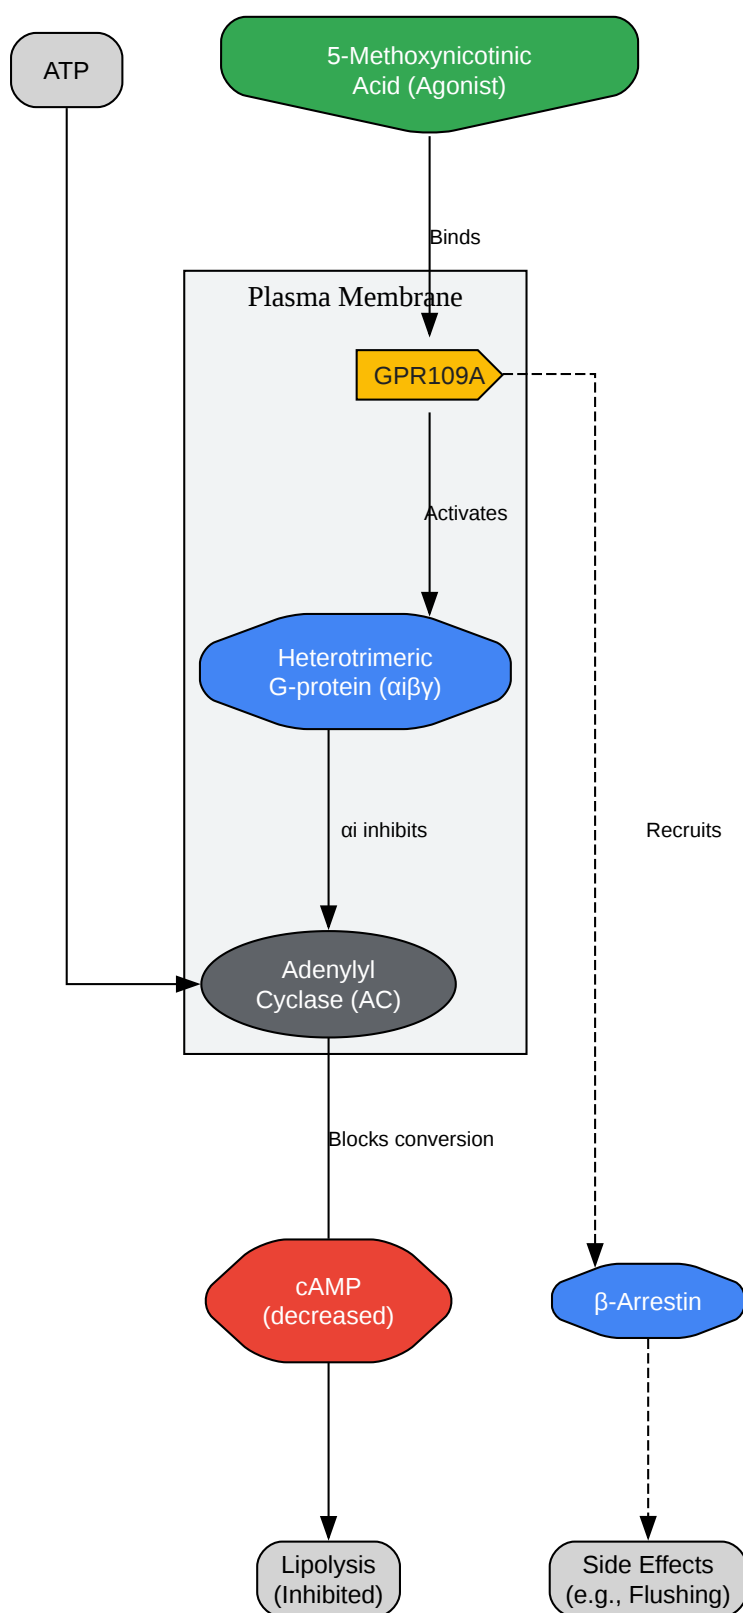 ATP
5-Methoxynicotinic
Acid (Agonist)
Binds
Plasma Membrane
GPR109A
Activates
Heterotrimeric
G-protein (αiβγ)
αi inhibits
Recruits
Adenylyl
Cyclase (AC)
Blocks conversion
cAMP
(decreased)
β-Arrestin
Lipolysis
(Inhibited)
Side Effects
(e.g., Flushing)